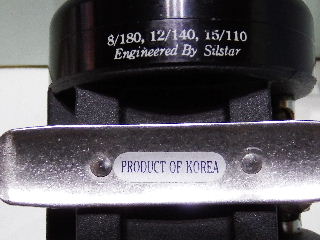 8/180, 12/140, 15/110
Engineered By Silstar
PRODUCT OF KOREA